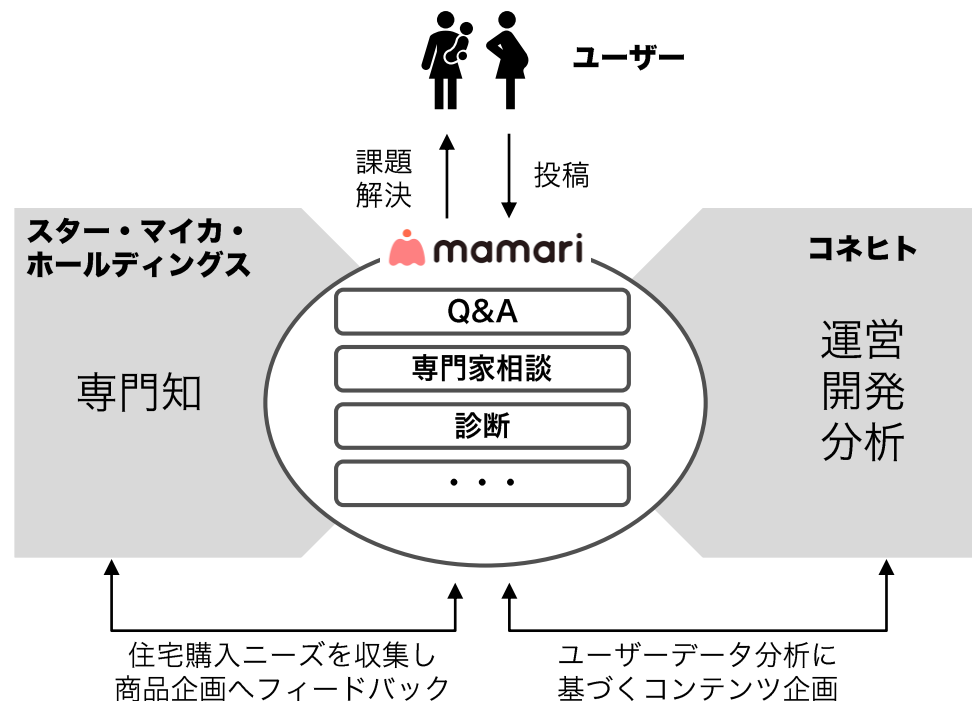 ユーザー
課題
解決
投稿
スター・マイカ・
ホールディングス
mamari
コネヒト
Q&A
専門家相談
診断
・・・
専門知
運営
開発
分析
住宅購入ニーズを収集し
商品企画へフィードバック
ユーザーデータ分析に
基づくコンテンツ企画